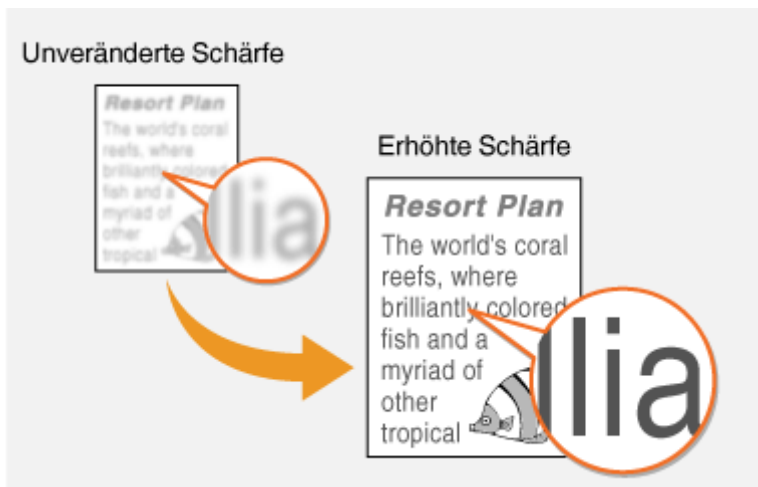 Unveränderte Schärfe
Resort Plan
The world's coral
reefs, where
brilliantly colored
fish and a
myriad of
other
tropical
llia
Erhöhte Schärfe
Resort Plan
The world's coral
reefs, where
brilliantly colored
fish and a
myriad of
other
tropical
llia